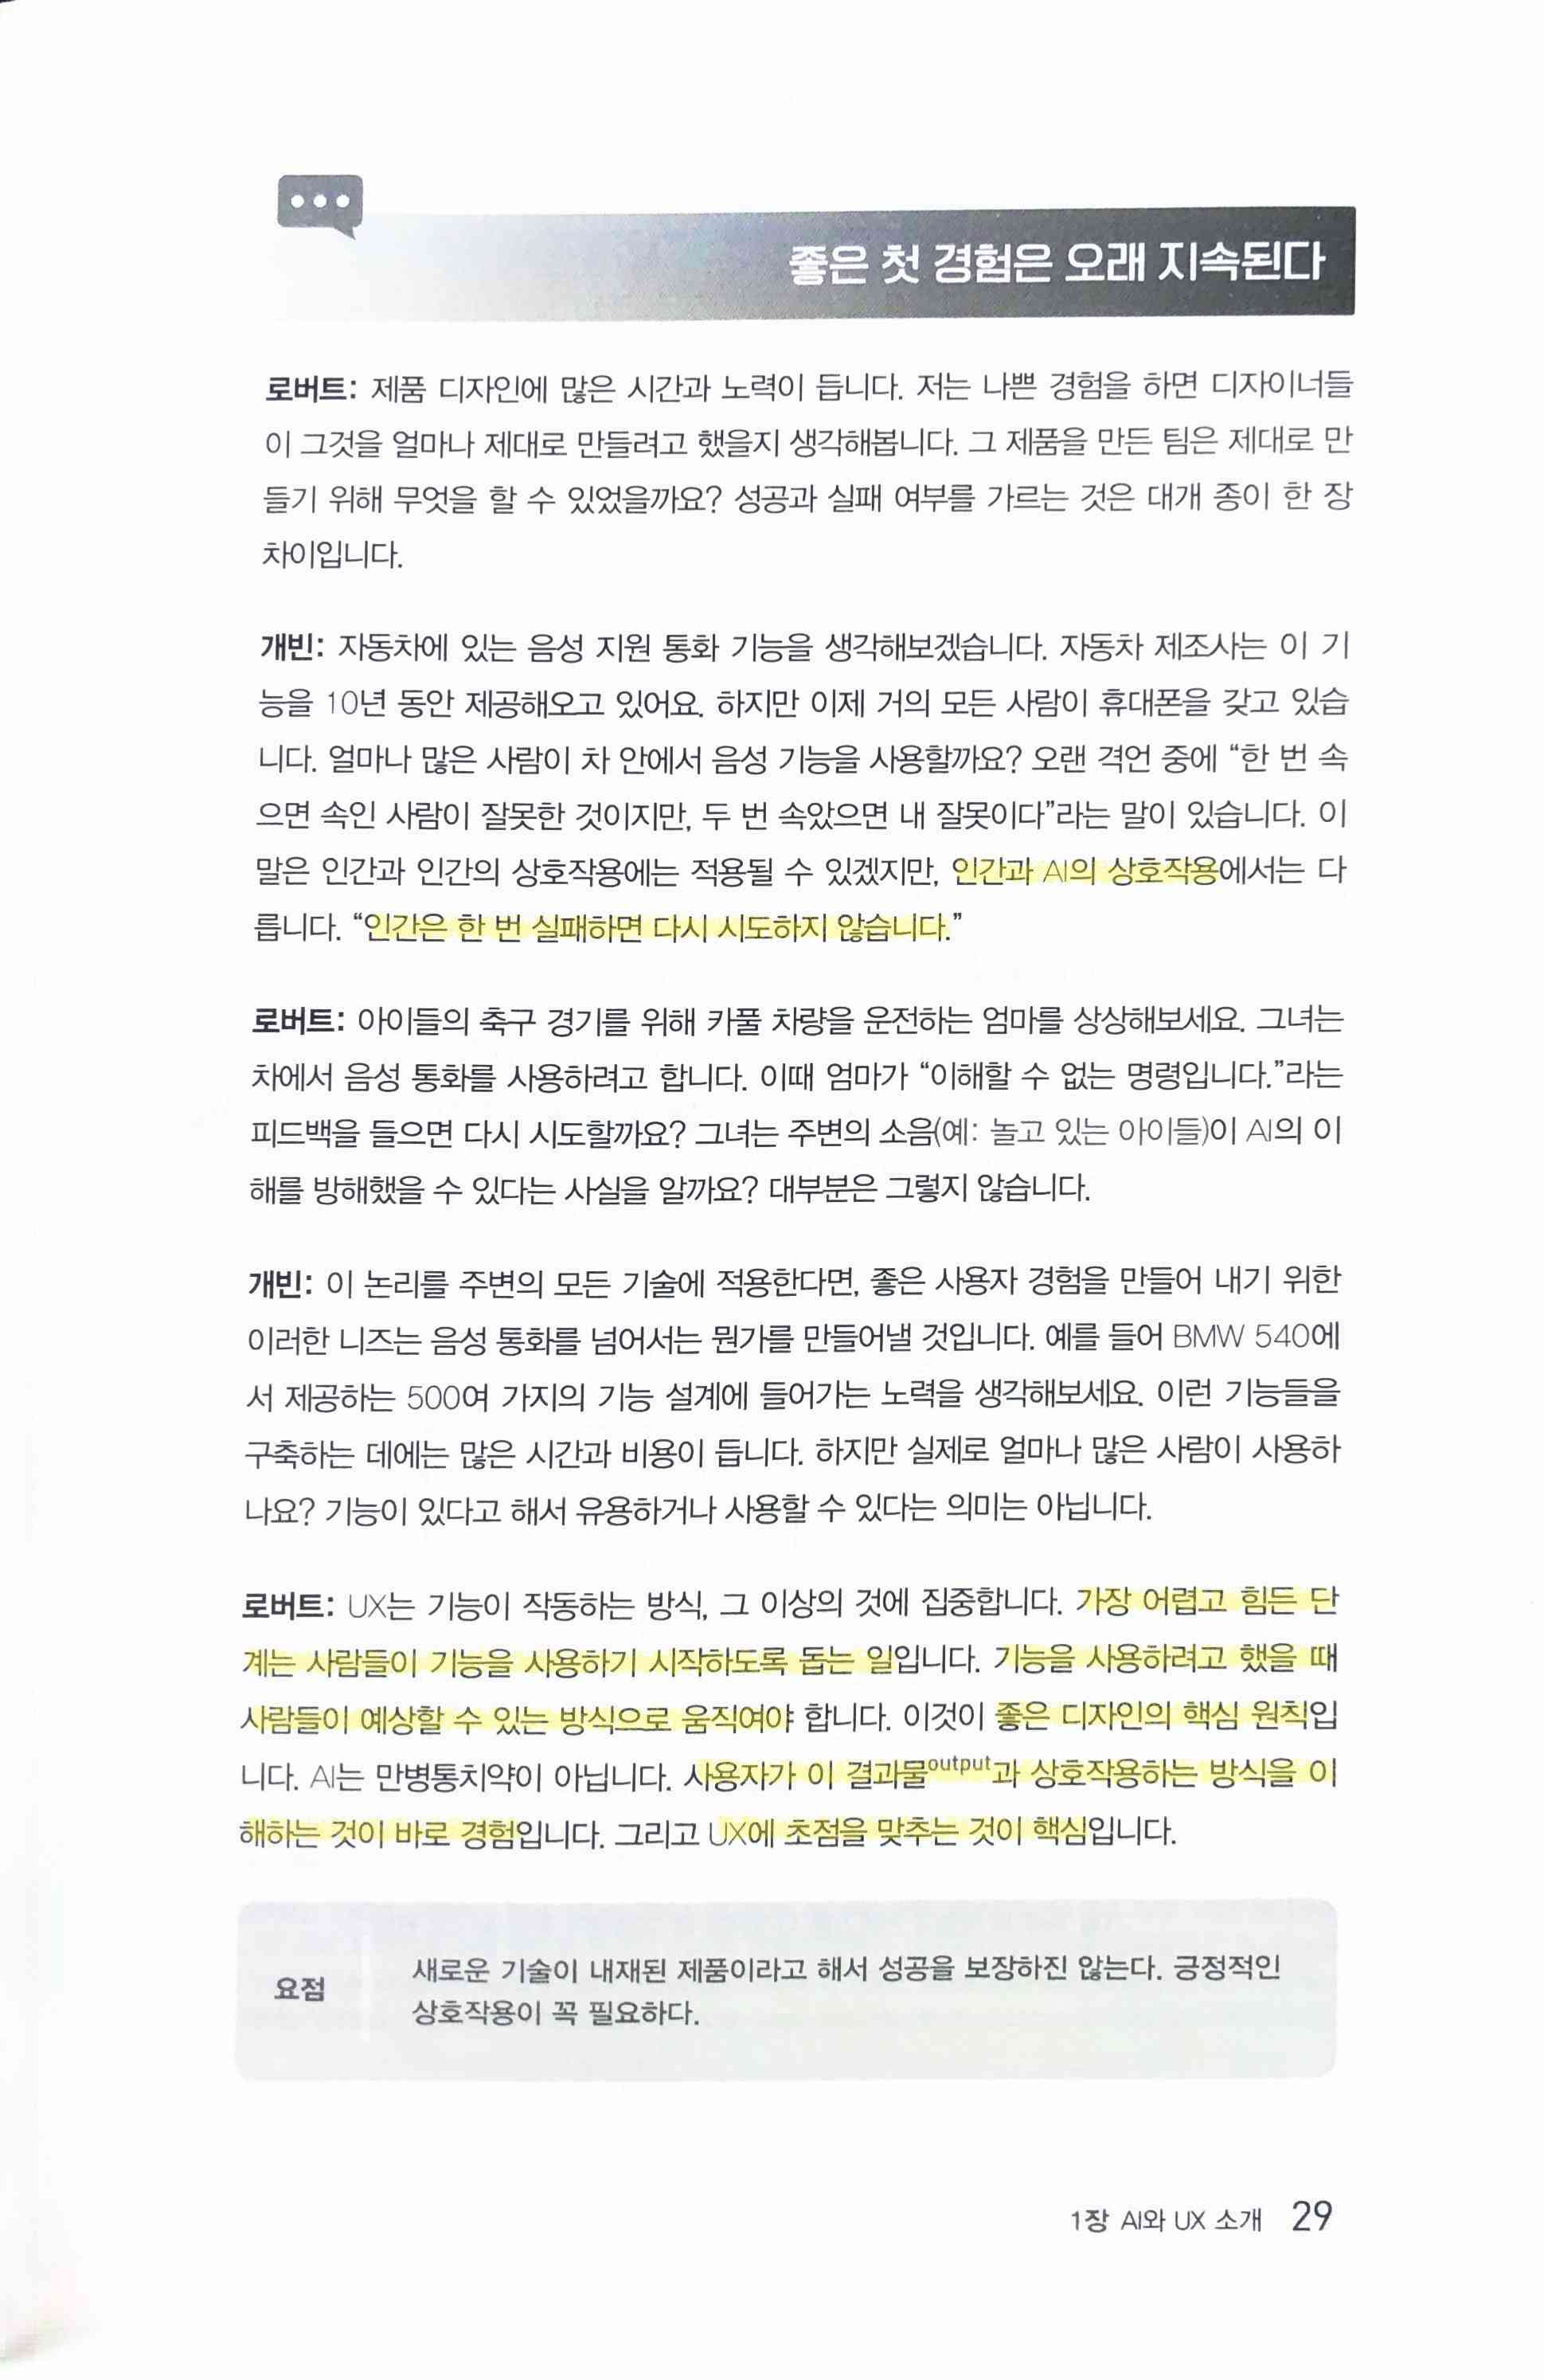 좋은 첫 경험은 오래 지속된다
로버트: 제품 디자인에 많은 시간과 노력이 듭니다. 저는 나쁜 경험을 하면 디자이너들
이 그것을 얼마나 제대로 만들려고 했을지 생각해봅니다. 그 제품을 만든 팀은 제대로 만
들기 위해 무엇을 할 수 있었을까요? 성공과 실패 여부를 가르는 것은 대개 종이 한 장
차이입니다.
개빈: 자동차에 있는 음성 지원 통화 기능을 생각해보겠습니다. 자동차 제조사는 이 기
능을 10년 동안 제공해오고 있어요. 하지만 이제 거의 모든 사람이 휴대폰을 갖고 있습
니다. 얼마나 많은 사람이 차 안에서 음성 기능을 사용할까요? 오랜 격언 중에 “한 번 속
으면 속인 사람이 잘못한 것이지만, 두 번 속았으면 내 잘못이다”라는 말이 있습니다. 이
말은 인간과 인간의 상호작용에는 적용될 수 있겠지만, 인간과 AI의 상호작용에서는 다
릅니다. “인간은 한 번 실패하면 다시 시도하지 않습니다.”
로버트: 아이들의 축구 경기를 위해 카풀 차량을 운전하는 엄마를 상상해보세요. 그녀는
차에서 음성 통화를 사용하려고 합니다. 이때 엄마가 “이해할 수 없는 명령입니다.”라는
피드백을 들으면 다시 시도할까요? 그녀는 주변의 소음(예: 놀고 있는 아이들)이 AI의 이
해를 방해했을 수 있다는 사실을 알까요? 대부분은 그렇지 않습니다.
개빈: 이 논리를 주변의 모든 기술에 적용한다면, 좋은 사용자 경험을 만들어 내기 위한
이러한 니즈는 음성 통화를 넘어서는 뭔가를 만들어낼 것입니다. 예를 들어 BMW 540에
서 제공하는 500여 가지의 기능 설계에 들어가는 노력을 생각해보세요. 이런 기능들을
구축하는 데에는 많은 시간과 비용이 듭니다. 하지만 실제로 얼마나 많은 사람이 사용하
나요? 기능이 있다고 해서 유용하거나 사용할 수 있다는 의미는 아닙니다.
로버트: UX는 기능이 작동하는 방식, 그 이상의 것에 집중합니다. 가장 어렵고 힘든 단
계는 사람들이 기능을 사용하기 시작하도록 돕는 일입니다. 기능을 사용하려고 했을 때
사람들이 예상할 수 있는 방식으로 움직여야 합니다. 이것이 좋은 디자인의 핵심 원칙입
니다. AI는 만병통치약이 아닙니다. 사용자가 이 결과물output과 상호작용하는 방식을 이
해하는 것이 바로 경험입니다. 그리고 UX에 초점을 맞추는 것이 핵심입니다.
요점
새로운 기술이 내재된 제품이라고 해서 성공을 보장하진 않는다. 긍정적인
상호작용이 꼭 필요하다.
1장 AI와 UX 소개 29